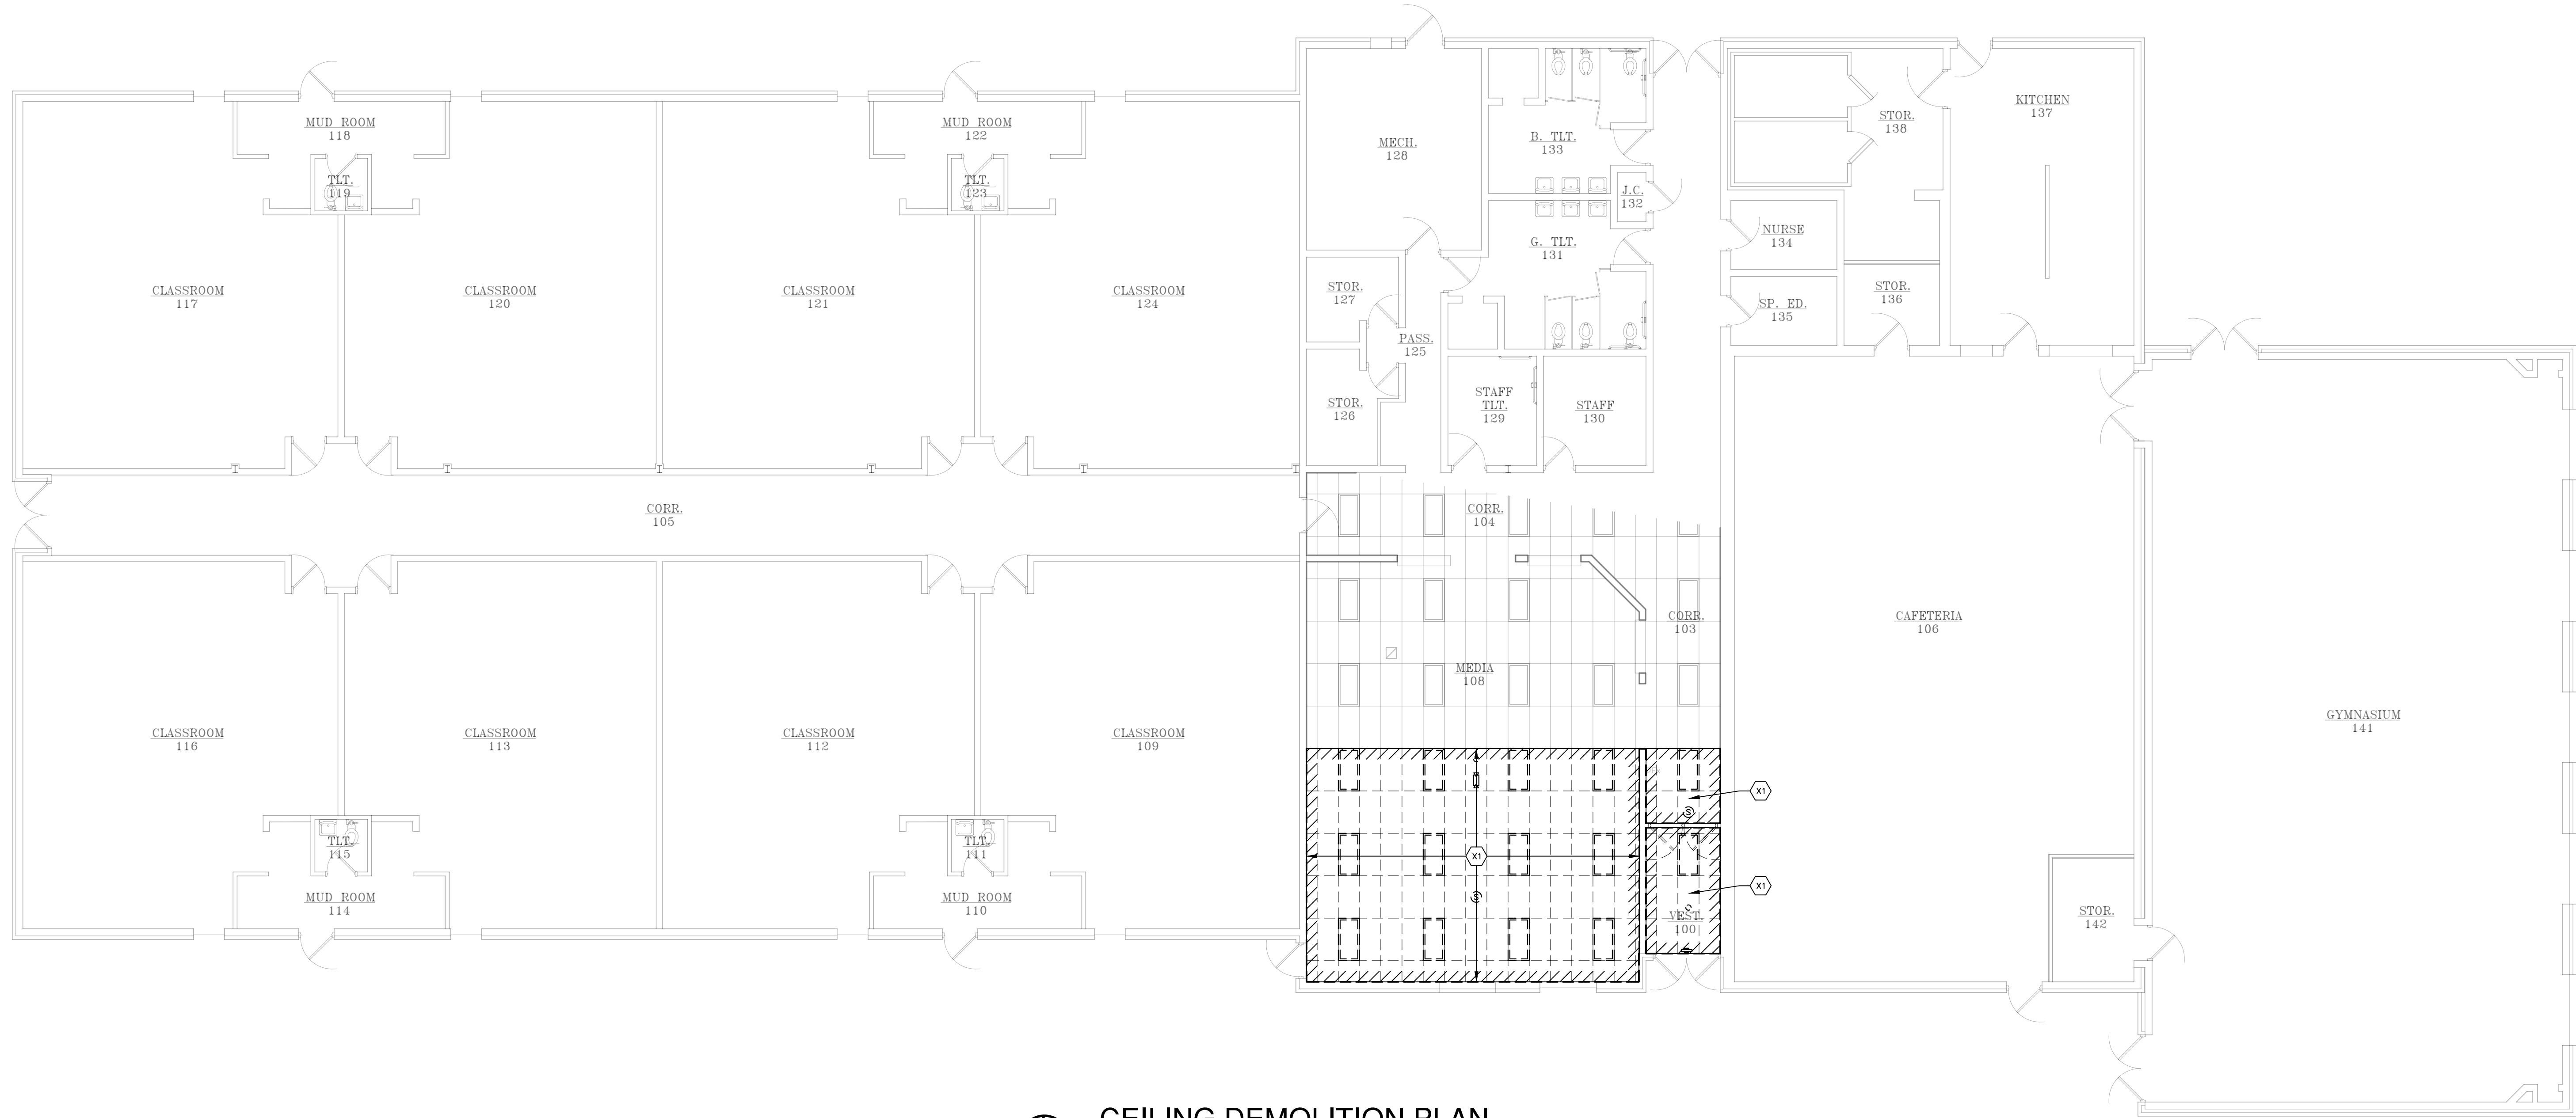 MUD ROOM
118
MUD ROOM
122
MECH.
128
B. TLT.
133
STOR.
138
KITCHEN
137
TLT.
119
TLT.
123
J.C.
132
G. TLT.
131
NURSE
134
CLASSROOM
117
CLASSROOM
120
CLASSROOM
121
CLASSROOM
124
STOR.
127
STOR.
136
SP. ED.
135
PASS.
125
STOR.
126
STAFF
TLT.
129
STAFF
130
CORR.
105
CORR.
104
CORR.
103
CAFETERIA
106
MEDIA
108
GYMNASIUM
141
CLASSROOM
116
CLASSROOM
113
CLASSROOM
112
CLASSROOM
109
X1
S
TLT.
115
TLT.
111
X1
X1
MUD ROOM
114
MUD ROOM
110
S
VEST.
100
STOR.
142
CEILING DEMOLITION PLAN